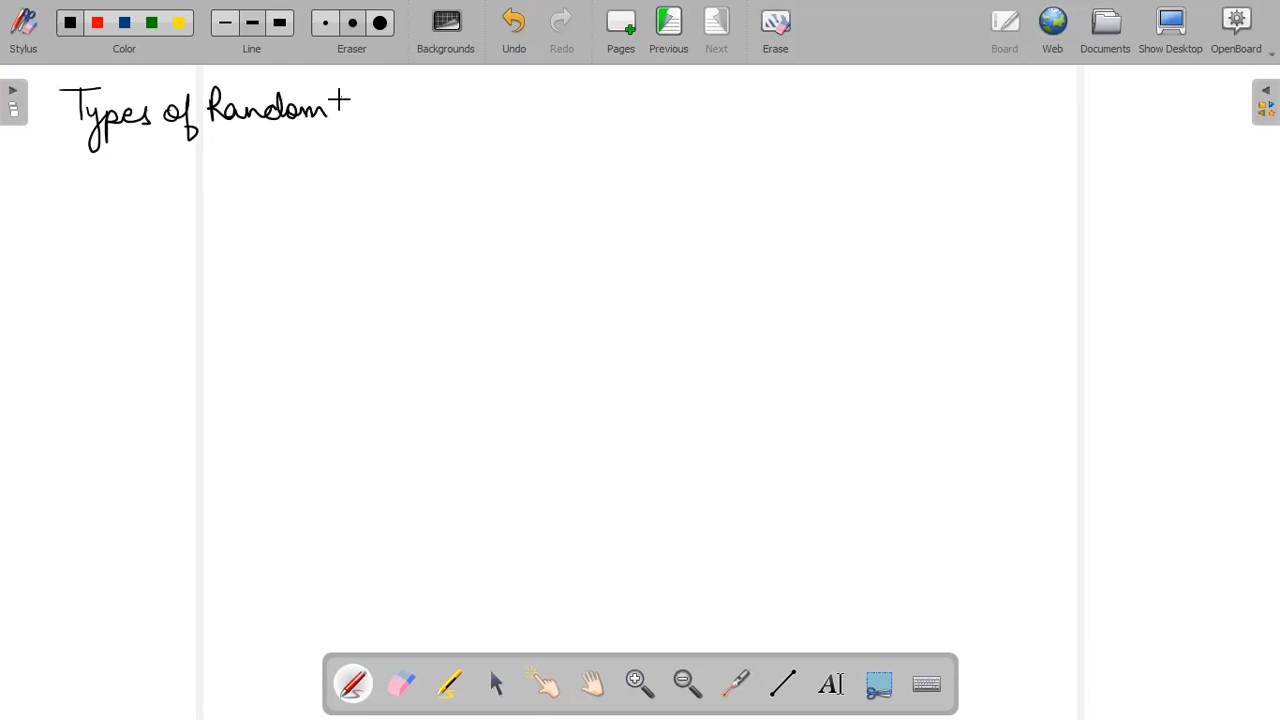 Stylus Color Line Eraser Backgrounds Undo Redo Pages Previous Next Erase Board Web Documents Show Desktop OpenBoard
Types of Random